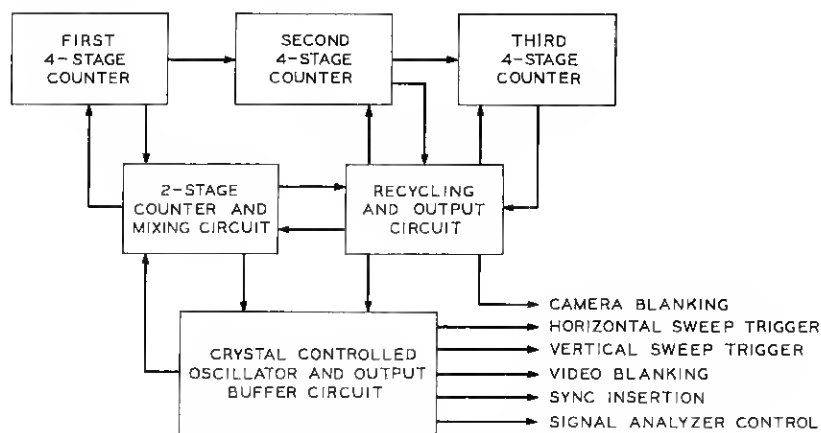 FIRST
4-STAGE
COUNTER
SECOND
4-STAGE
COUNTER
THIRD
4-STAGE
COUNTER
2-STAGE
COUNTER AND
MIXING CIRCUIT
RECYCLING
AND OUTPUT
CIRCUIT
CRYSTAL CONTROLLED
OSCILLATOR AND OUTPUT
BUFFER CIRCUIT
CAMERA BLANKING
HORIZONTAL SWEEP TRIGGER
VERTICAL SWEEP TRIGGER
VIDEO BLANKING
SYNC INSERTION
SIGNAL ANALYZER CONTROL